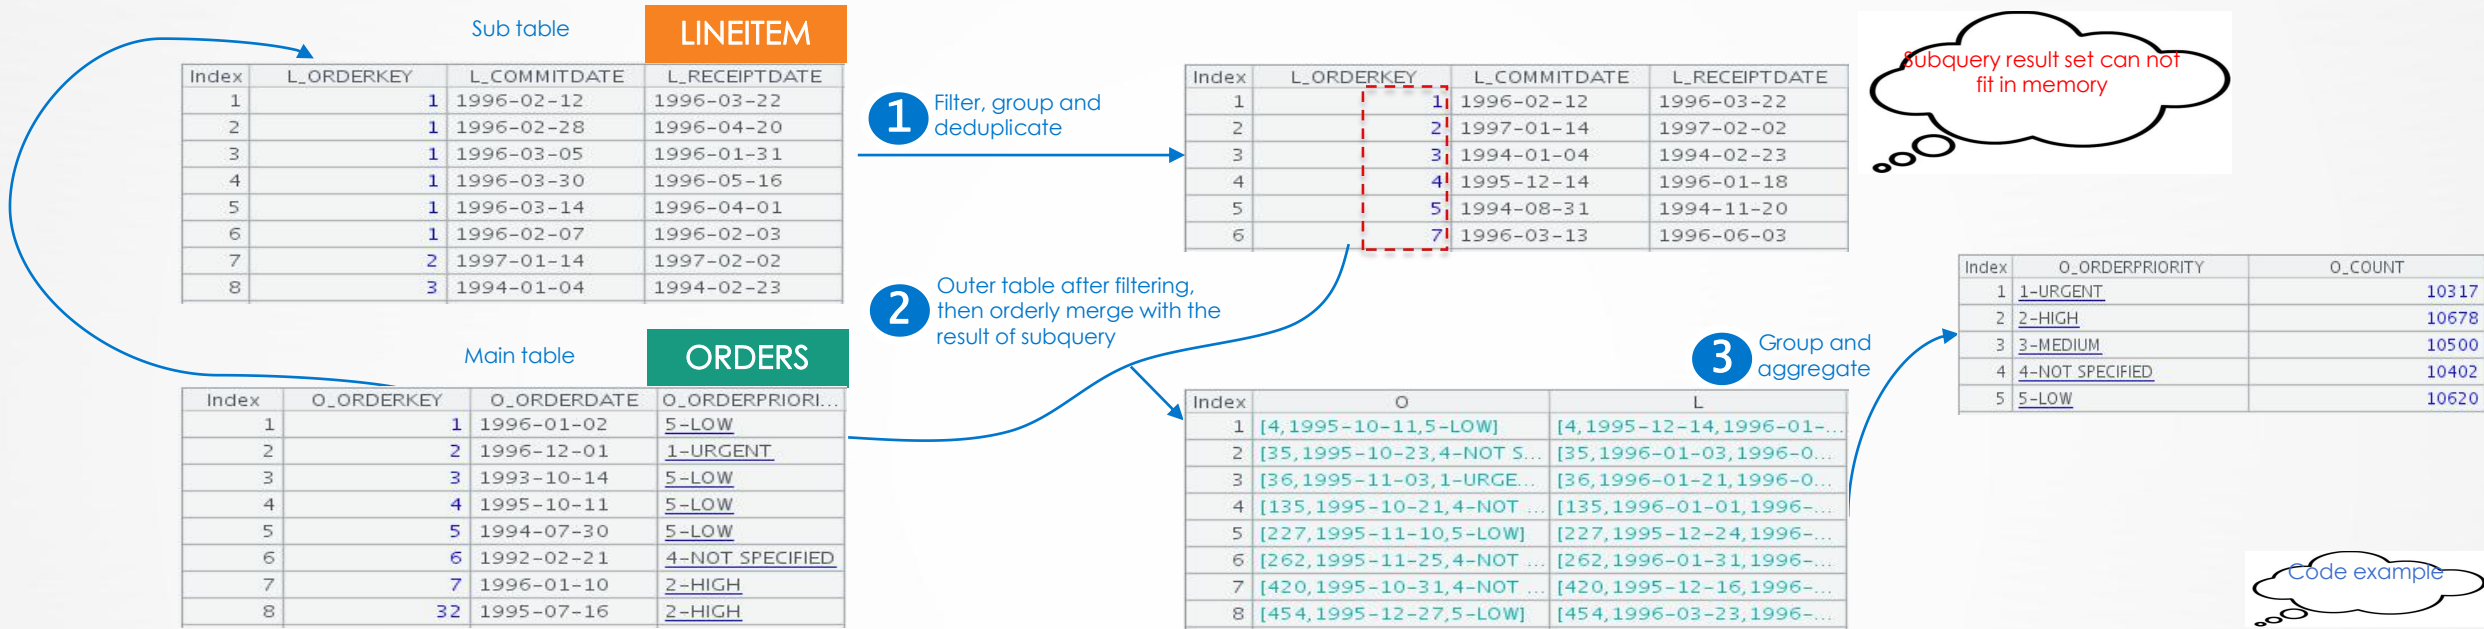 Sub table
LINEITEM
Index L_ORDERKEY L_COMMITDATE L_RECEIPTDATE
1 1 1996-02-12 1996-03-22
2 1 1996-02-28 1996-04-20
3 1 1996-03-05 1996-01-31
4 1 1996-03-30 1996-05-16
5 1 1996-03-14 1996-04-01
6 1 1996-02-07 1996-02-03
7 2 1997-01-14 1997-02-02
8 3 1994-01-04 1994-02-23
Main table
ORDERS
Index O_ORDERKEY O_ORDERDATE O_ORDERPRIORI...
1 1 1996-01-02 5-LOW
2 2 1996-12-01 1-URGENT
3 3 1993-10-14 5-LOW
4 4 1995-10-11 5-LOW
5 5 1994-07-30 5-LOW
6 6 1992-02-21 4-NOT SPECIFIED
7 7 1996-01-10 2-HIGH
8 32 1995-07-16 2-HIGH
1
Filter, group and
deduplicate
Index L_ORDERKEY L_COMMITDATE L_RECEIPTDATE
1 1 1996-02-12 1996-03-22
2 2 1997-01-14 1997-02-02
3 3 1994-01-04 1994-02-23
4 4 1995-12-14 1996-01-18
5 5 1994-08-31 1994-11-20
6 7 1996-03-13 1996-06-03
Subquery result set can not
fit in memory
2
Outer table after filtering,
then orderly merge with the
result of subquery
Index O L
1 [4,1995-10-11,5-LOW] [4,1995-12-14,1996-01-...
2 [35,1995-10-23,4-NOT S... [35,1996-01-03,1996-0...
3 [36,1995-11-03,1-URGE... [36,1996-01-21,1996-0...
4 [135,1995-10-21,4-NOT ... [135,1996-01-01,1996-...
5 [227,1995-11-10,5-LOW] [227,1995-12-24,1996-...
6 [262,1995-11-25,4-NOT ... [262,1996-01-31,1996-...
7 [420,1995-10-31,4-NOT ... [420,1995-12-16,1996-...
8 [454,1995-12-27,5-LOW] [454,1996-03-23,1996-...
3
Group and
aggregate
Index O_ORDERPRIORITY O_COUNT
1 1-URGENT 10317
2 2-HIGH 10678
3 3-MEDIUM 10500
4 4-NOT SPECIFIED 10402
5 5-LOW 10620
Code example